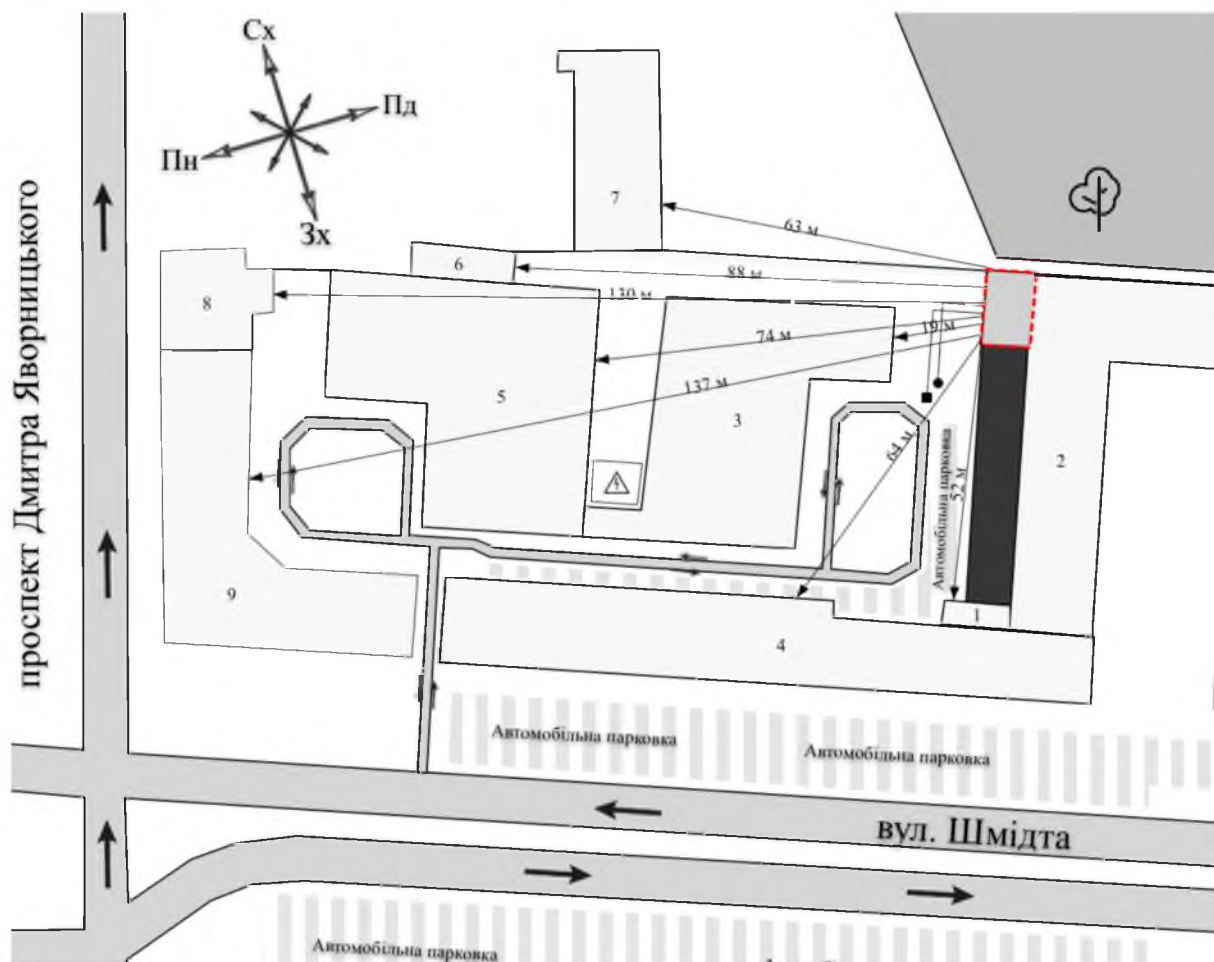 Сх
Пд
Пн
Зх
проспект Дмитра Яворницького
7
63 м
6
88 м
8
130 м
19 м
74 м
137 м
5
3
64 м
52 м
Автомобільна парковка
2
9
1
4
Автомобільна парковка
Автомобільна парковка
вул. Шмідта
Автомобільна парковка